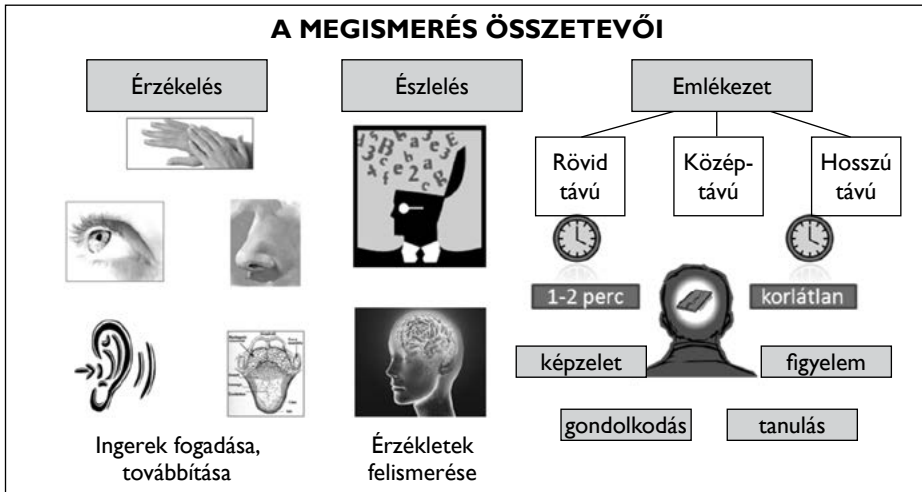 A MEGISMERÉS ÖSSZETEVŐI
Érzékelés
Észlelés
Emlékezet
Rövid
távú
Közép-
távú
Hosszú
távú
1-2 perc
korlátlan
képzelet
figyelem
gondolkodás
tanulás
Ingerek fogadása,
továbbítása
Érzékletek
felismerése